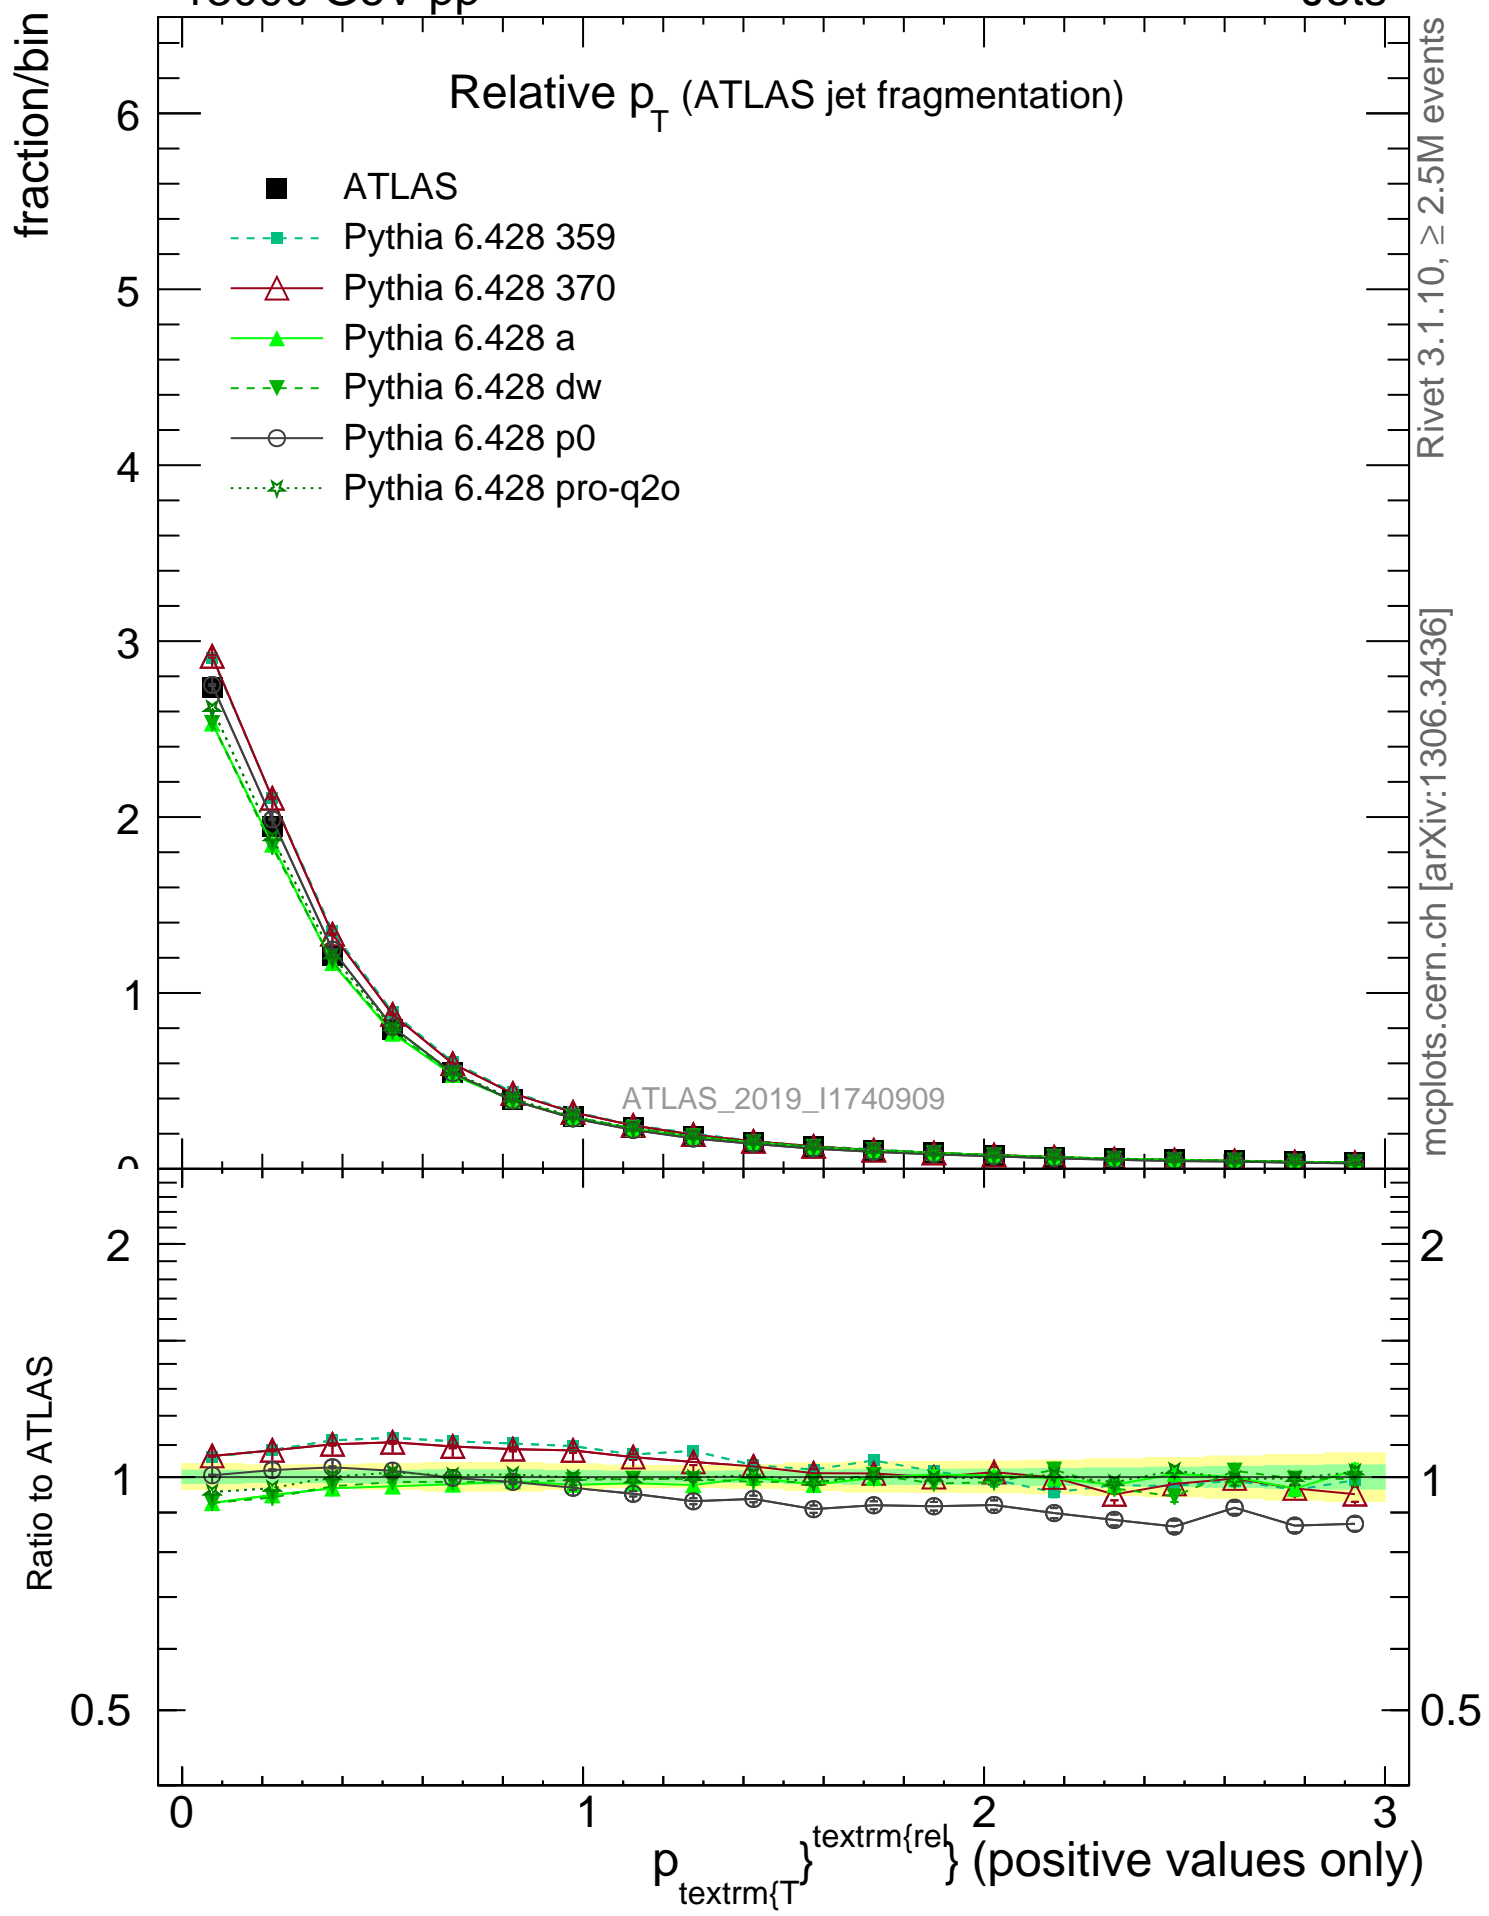 fraction/bin
Relative pT (ATLAS jet fragmentation)
ATLAS
Pythia 6.428 359
Pythia 6.428 370
Pythia 6.428 a
Pythia 6.428 dw
Pythia 6.428 p0
Pythia 6.428 pro-q2o
6
5
4
3
2
1
0
ATLAS_2019_I1740909
Rivet 3.1.10, ≥ 2.5M events
mcplots.cern.ch [arXiv:1306.3436]
Ratio to ATLAS
2
1
0.5
2
1
0.5
0
1
2
3
p textrm{T}textrm{rel} (positive values only)